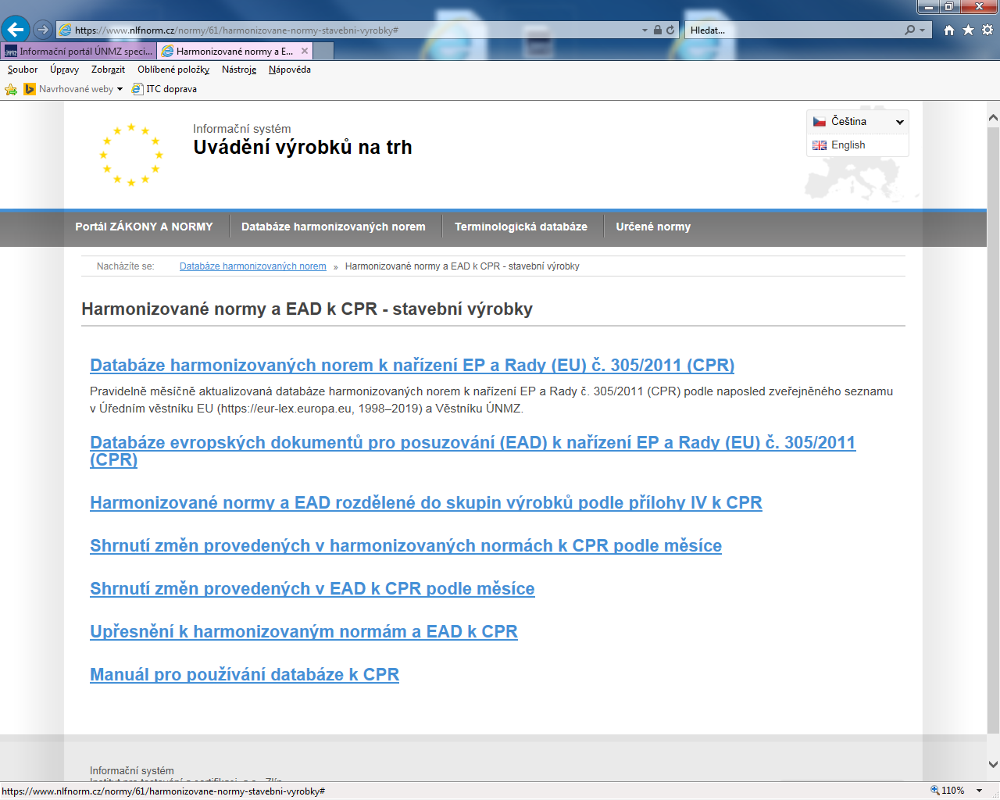 https://www.nlfnorm.cz/normy/61/harmonizovane-normy-stavebni-vyrobky#
Hledat...
Informační portál ÚNMZ speci...
Harmonizované normy a E...
Soubor Úpravy Zobrazit Oblíbené položky Nástroje Nápověda
Navrhované weby ITC doprava
Informační systém
Uvádění výrobků na trh
Čeština
English
Portál ZÁKONY A NORMY Databáze harmonizovaných norem Terminologická databáze Určené normy
Nacházíte se: Databáze harmonizovaných norem » Harmonizované normy a EAD k CPR - stavební výrobky
Harmonizované normy a EAD k CPR - stavební výrobky
Databáze harmonizovaných norem k nařízení EP a Rady (EU) č. 305/2011 (CPR)
Pravidelně měsíčně aktualizovaná databáze harmonizovaných norem k nařízení EP a Rady č. 305/2011 (CPR) podle naposled zveřejněného seznamu
v Úředním věstníku EU (https://eur-lex.europa.eu, 1998–2019) a Věstníku ÚNMZ.
Databáze evropských dokumentů pro posuzování (EAD) k nařízení EP a Rady (EU) č. 305/2011
(CPR)
Harmonizované normy a EAD rozdělené do skupin výrobků podle přílohy IV k CPR
Shrnutí změn provedených v harmonizovaných normách k CPR podle měsíce
Shrnutí změn provedených v EAD k CPR podle měsíce
Upřesnění k harmonizovaným normám a EAD k CPR
Manuál pro používání databáze k CPR
Informační systém
Institut pro testování a certifikaci, a.s., Zlín
https://www.nlfnorm.cz/normy/61/harmonizovane-normy-stavebni-vyrobky#
110%